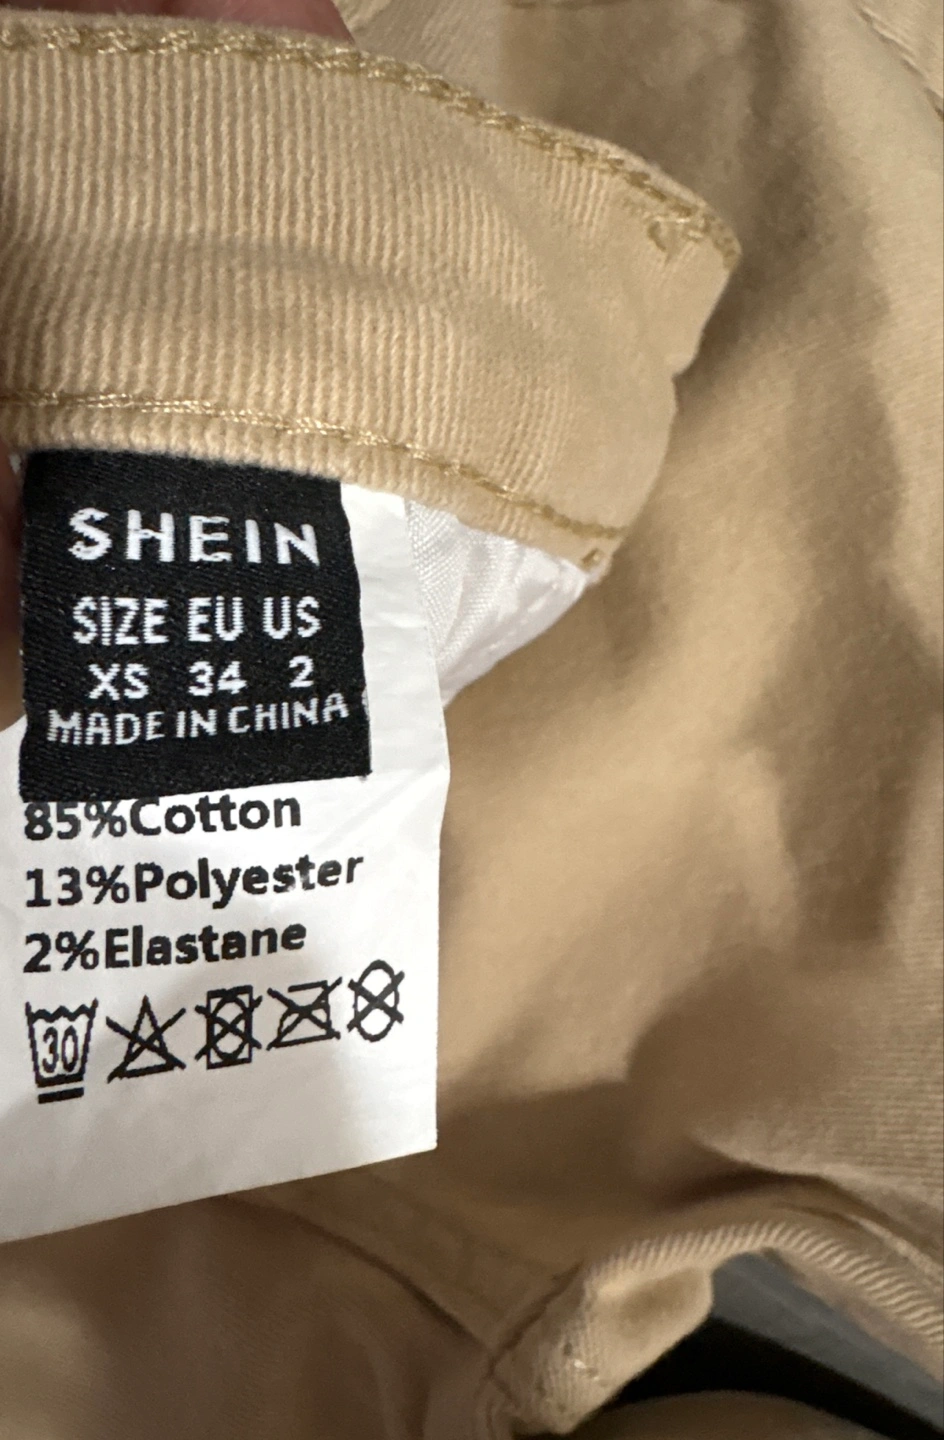 SHEIN
SIZE EU US
XS 34 2
MADE IN CHINA
85%Cotton
13%Polyester
2%Elastane
30